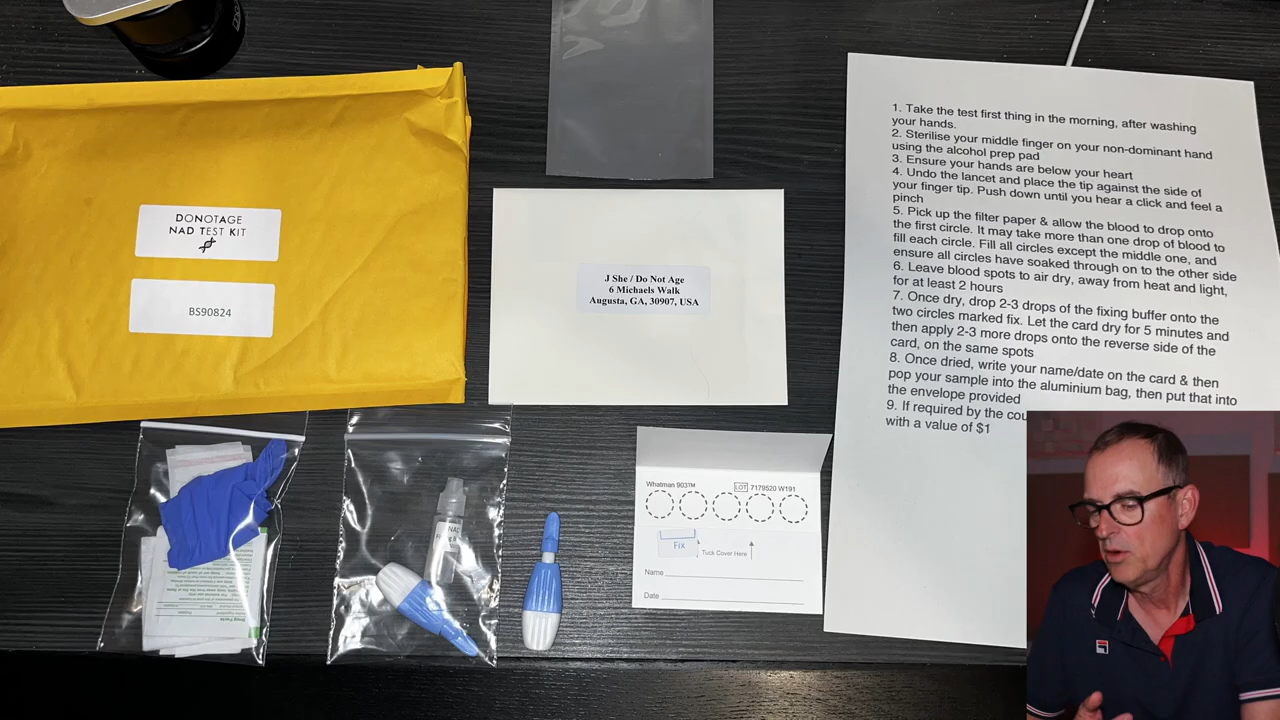 DONOTAGE
NAD TEST KIT
BS90824
J She / Do Not Age
6 Michaels Walk
Augusta, GA, 30907, USA
1. Take the test first thing in the morning, after washing
your hands.
2. Sterilise your middle finger on your non-dominant hand
using the alcohol prep pad
3. Ensure your hands are below your heart
4. Undo the lancet and place the tip against the side of
your finger tip. Push down until you hear a click and feel a
pinch
5. Pick up the filter paper & allow the blood to drop onto
the first circle. It may take more than one drop of blood to
fill each circle. Fill all circles except the middle one, and
ensure all circles have soaked through on to the other side
6. Leave blood spots to air dry, away from heat and light,
for at least 2 hours
7. Once dry, drop 2-3 drops of the fixing buffer onto the
two circles marked fix. Let the card dry for 5 minutes and
then apply 2-3 more drops onto the reverse side of the
card, on the same spots
8. Once dried, write your name/date on the card & then
pop your sample into the aluminium bag, then put that into
the envelope provided
9. If required by the
with a value of $1
NAD
Whatman 903™ LOT 7179520 W191
Fix
Tuck Cover Here
Name
Date
Drug Facts